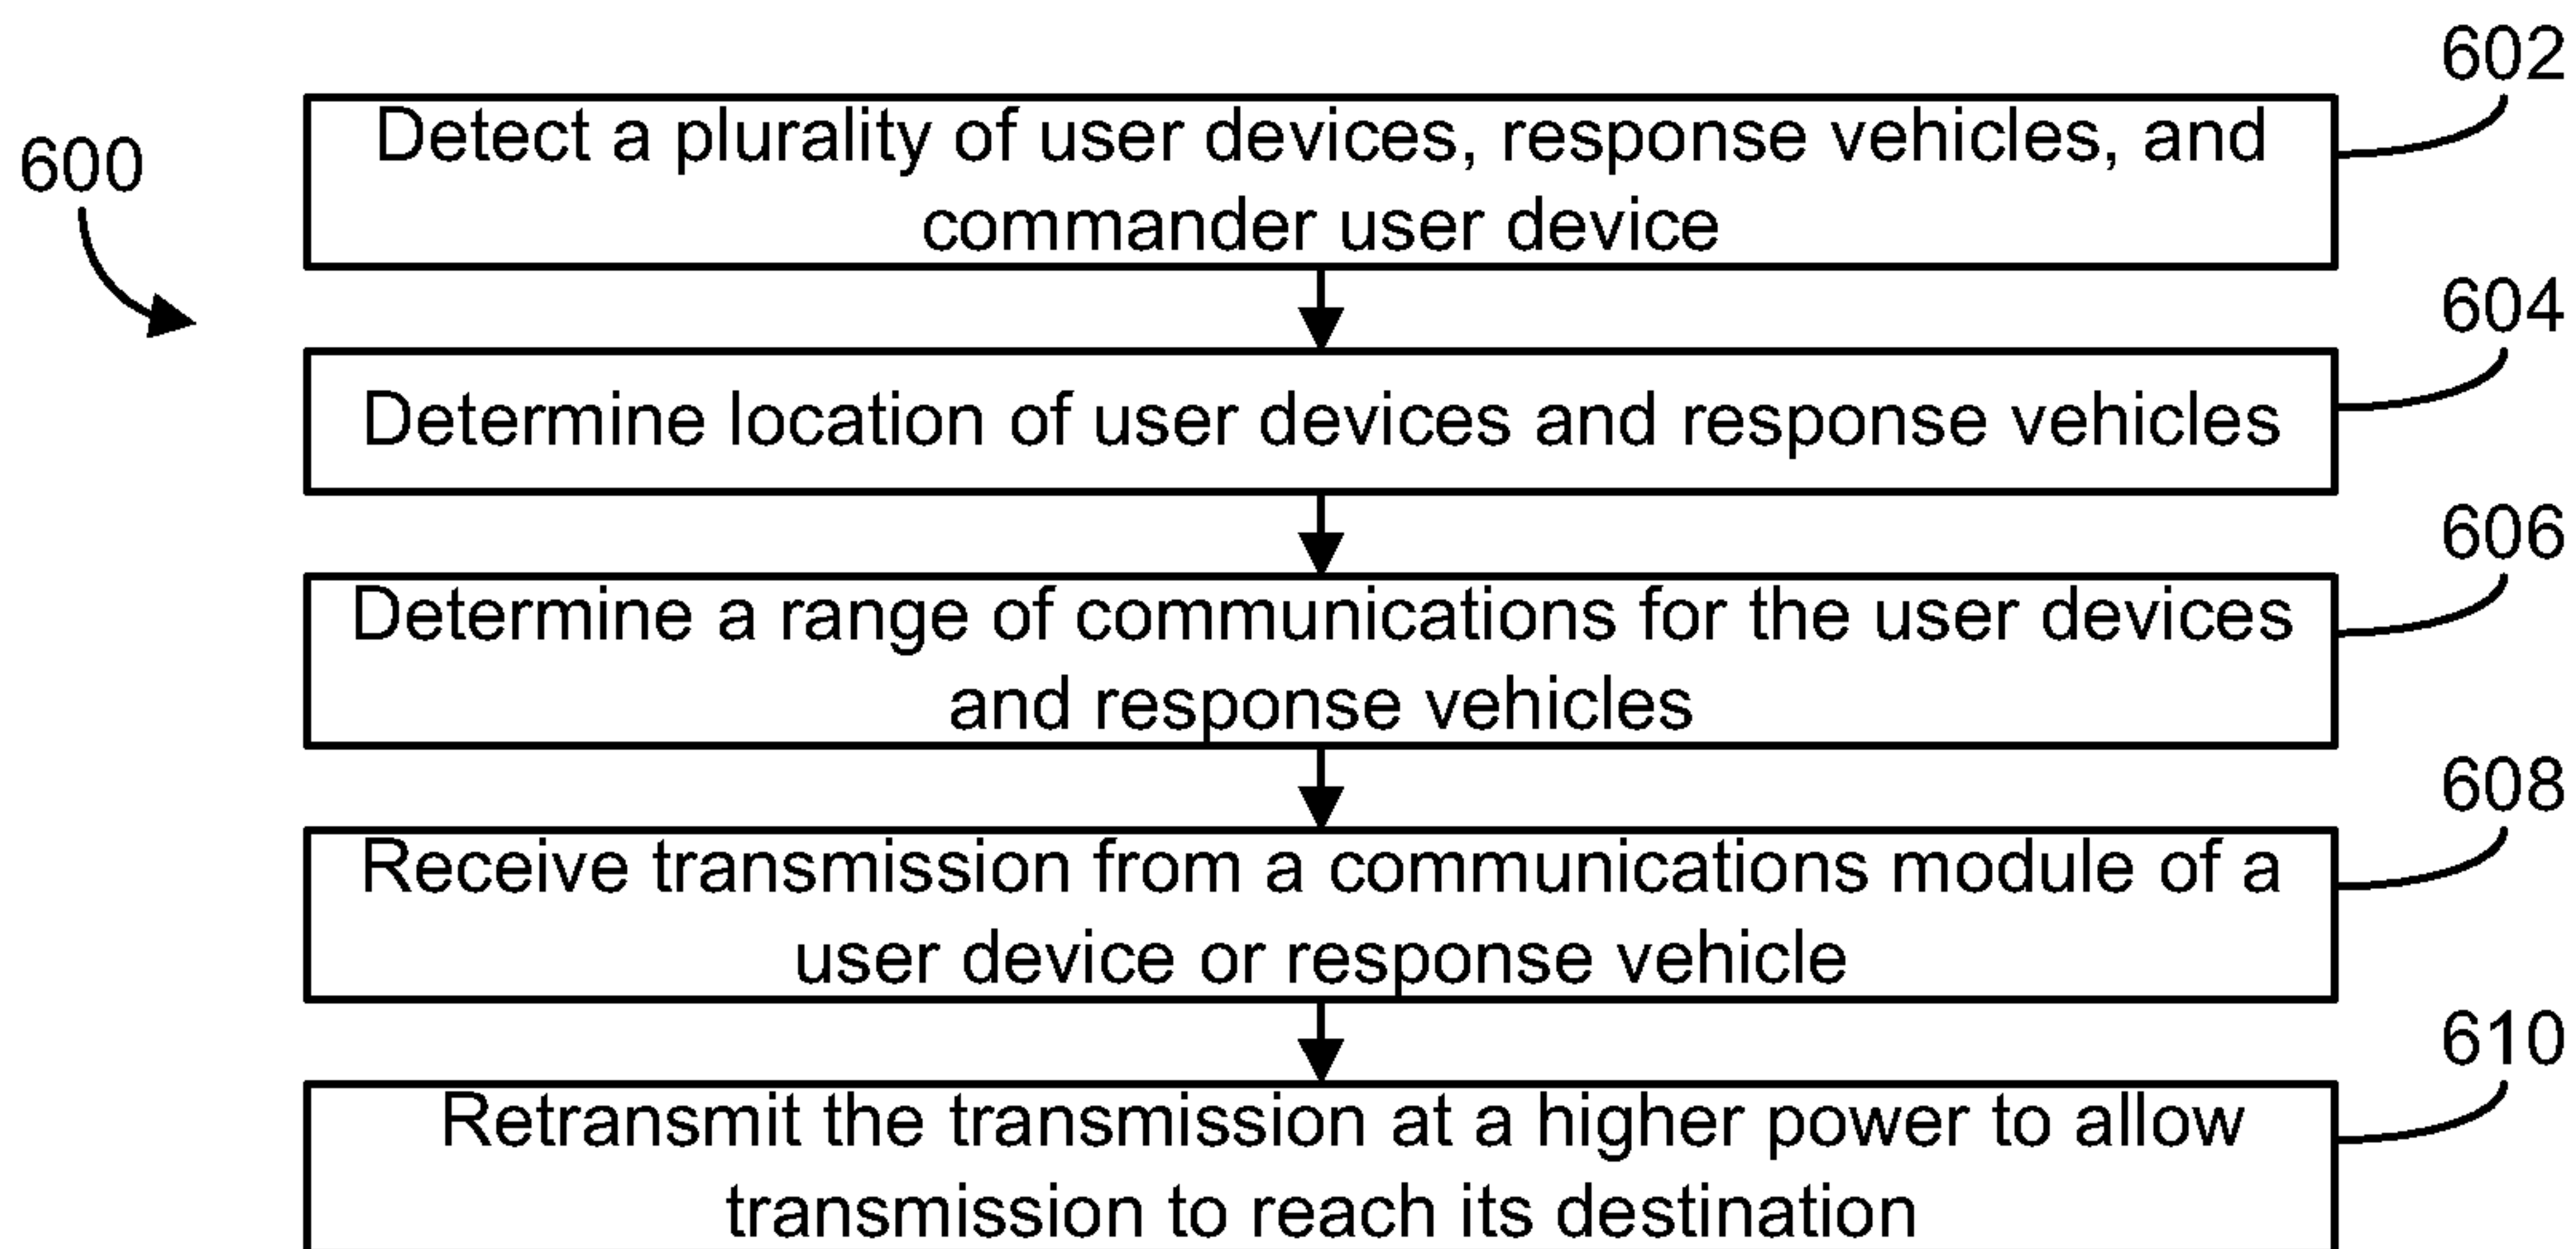 602
600
Detect a plurality of user devices, response vehicles, and
commander user device
604
Determine location of user devices and response vehicles
606
Determine a range of communications for the user devices
and response vehicles
608
Receive transmission from a communications module of a
user device or response vehicle
610
Retransmit the transmission at a higher power to allow
transmission to reach its destination